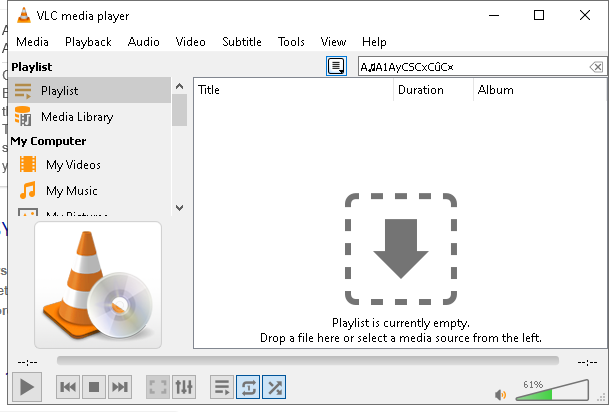 VLC media player
Media Playback Audio Video Subtitle Tools View Help
Playlist
A♫A1AyCSCxCûC×
Playlist
Media Library
My Computer
My Videos
My Music
My Pictures
Title Duration Album
Playlist is currently empty.
Drop a file here or select a media source from the left.
--:-- --:--
61%